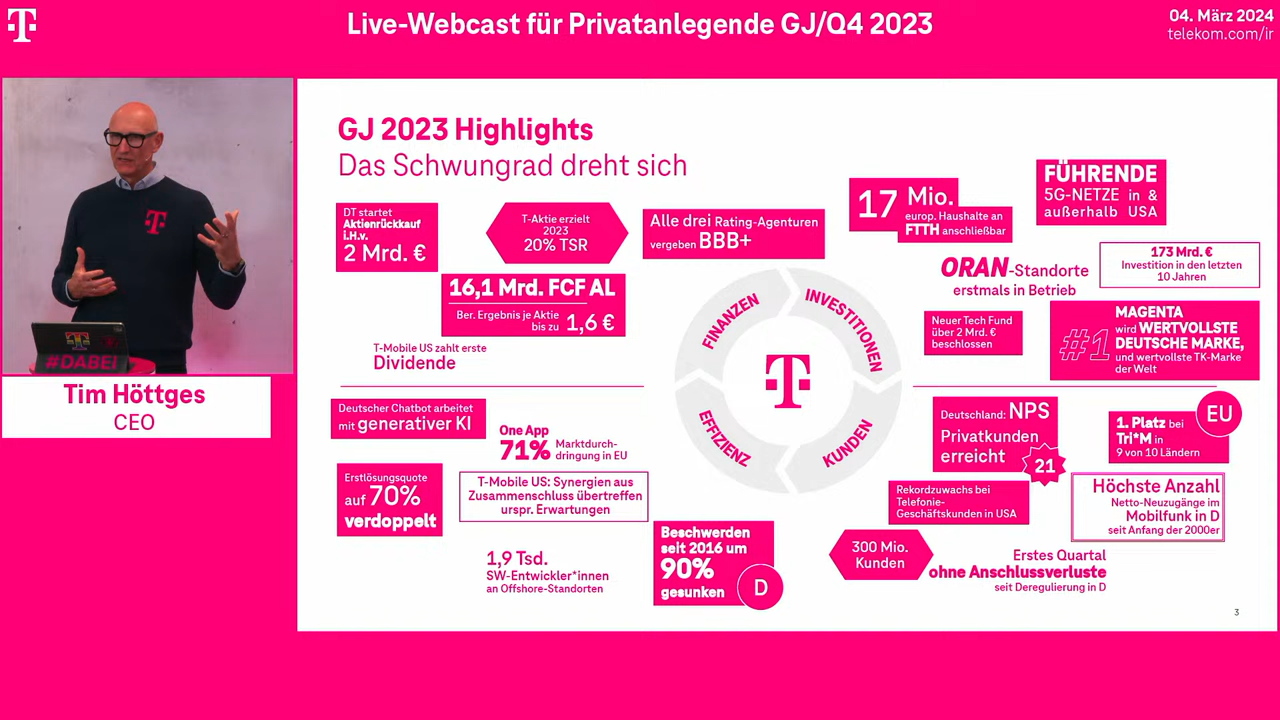 T
Live-Webcast für Privatanlegende GJ/Q4 2023
04. März 2024
telekom.com/ir
T
#DABEI
Tim Höttges
CEO
GJ 2023 Highlights
Das Schwungrad dreht sich
DT startet
Aktienrückkauf
i.H.v.
2 Mrd. €
T-Aktie erzielt
2023
20% TSR
Alle drei Rating-Agenturen
vergeben BBB+
16,1 Mrd. FCF AL
Ber. Ergebnis je Aktie
bis zu 1,6 €
T-Mobile US zahlt erste
Dividende
17 Mio.
europ. Haushalte an
FTTH anschließbar
FÜHRENDE
5G-NETZE in &
außerhalb USA
ORAN-Standorte
erstmals in Betrieb
173 Mrd. €
Investition in den letzten
10 Jahren
Neuer Tech Fund
über 2 Mrd. €
beschlossen
#1
MAGENTA
wird WERTVOLLSTE
DEUTSCHE MARKE,
und wertvollste TK-Marke
der Welt
FINANZEN
INVESTITIONEN
T
EFFIZIENZ
KUNDEN
Deutscher Chatbot arbeitet
mit generativer KI
One App
71% Marktdurch-
dringung in EU
Erstlösungsquote
auf 70%
verdoppelt
T-Mobile US: Synergien aus
Zusammenschluss übertreffen
urspr. Erwartungen
1,9 Tsd.
SW-Entwickler*innen
an Offshore-Standorten
Beschwerden
seit 2016 um
90%
gesunken
D
Deutschland: NPS
Privatkunden
erreicht
21
EU
1. Platz bei
Tri*M in
9 von 10 Ländern
Rekordzuwachs bei
Telefonie-
Geschäftskunden in USA
Höchste Anzahl
Netto-Neuzugänge im
Mobilfunk in D
seit Anfang der 2000er
300 Mio.
Kunden
Erstes Quartal
ohne Anschlussverluste
seit Deregulierung in D
3